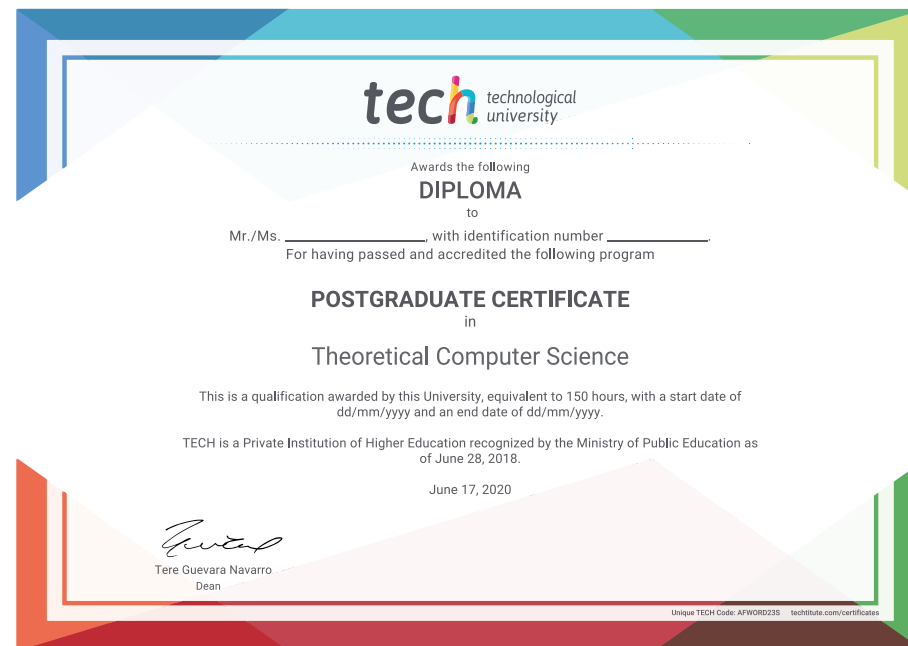 tech technological
university
Awards the following
DIPLOMA
to
Mr./Ms. ____________, with identification number ____________.
For having passed and accredited the following program
POSTGRADUATE CERTIFICATE
in
Theoretical Computer Science
This is a qualification awarded by this University, equivalent to 150 hours, with a start date of
dd/mm/yyyy and an end date of dd/mm/yyyy.
TECH is a Private Institution of Higher Education recognized by the Ministry of Public Education as
of June 28, 2018.
June 17, 2020
Tere Guevara Navarro
Dean
Unique TECH Code: AFWORD23S techtitute.com/certificates